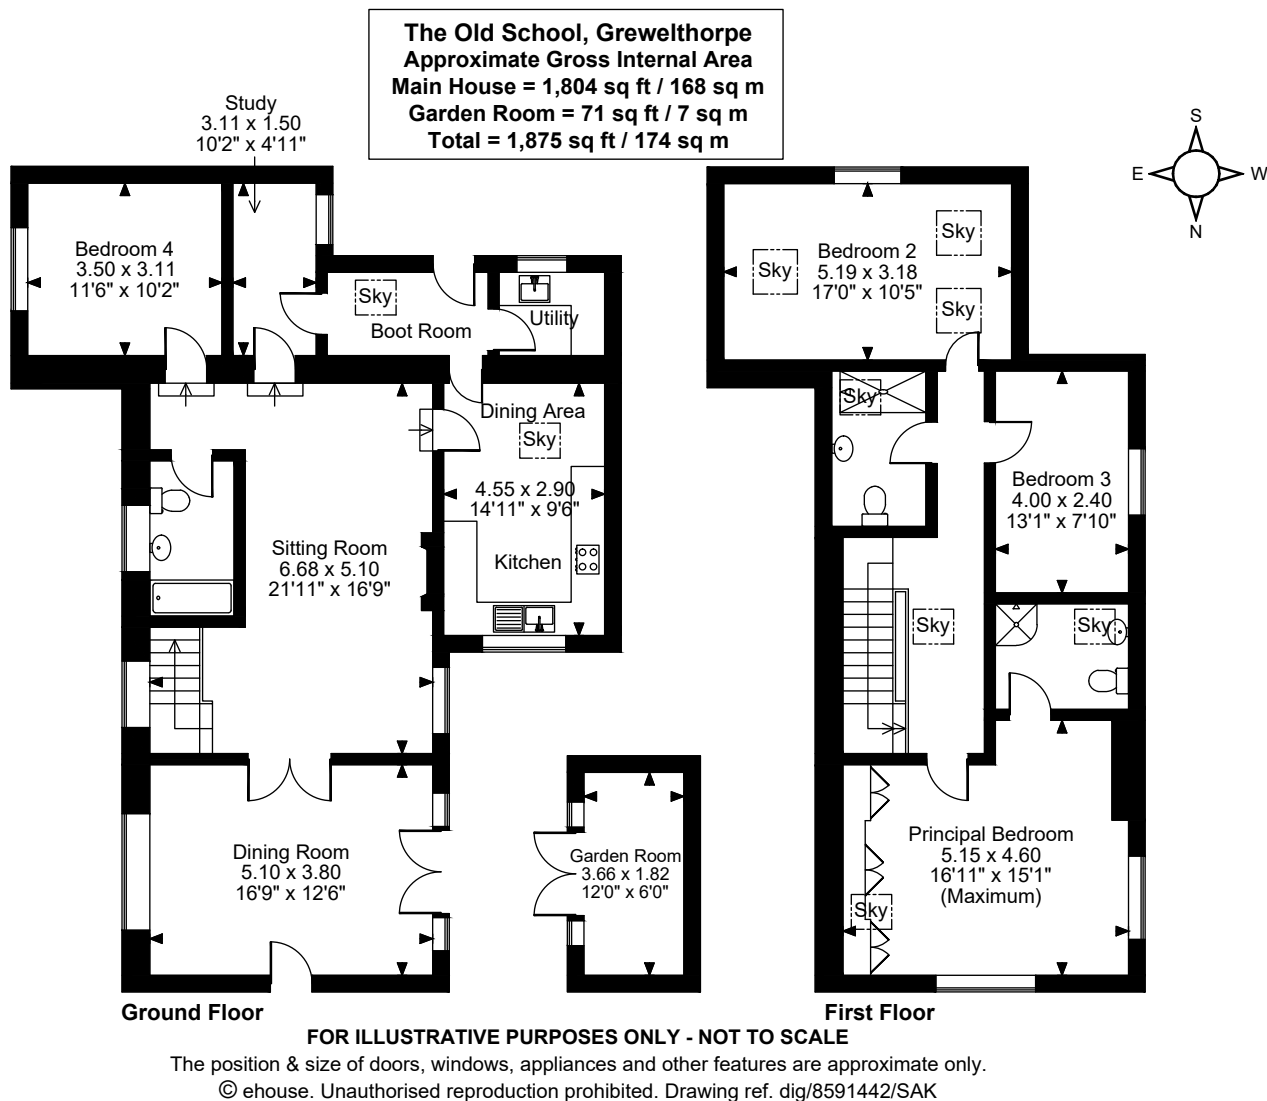 The Old School, Grewelthorpe
Approximate Gross Internal Area
Main House = 1,804 sq ft / 168 sq m
Garden Room = 71 sq ft / 7 sq m
Total = 1,875 sq ft / 174 sq m
Study
3.11 x 1.50
10'2" x 4'11"
S
E
W
N
Bedroom 4
3.50 x 3.11
11'6" x 10'2"
Sky
Boot Room
Utility
Dining Area
Sky
4.55 x 2.90
14'11" x 9'6"
Kitchen
Sitting Room
6.68 x 5.10
21'11" x 16'9"
Dining Room
5.10 x 3.80
16'9" x 12'6"
Garden Room
3.66 x 1.82
12'0" x 6'0"
Ground Floor
Bedroom 2
5.19 x 3.18
17'0" x 10'5"
Sky
Sky
Sky
Sky
Bedroom 3
4.00 x 2.40
13'1" x 7'10"
Sky
Sky
Principal Bedroom
5.15 x 4.60
16'11" x 15'1"
(Maximum)
Sky
First Floor
FOR ILLUSTRATIVE PURPOSES ONLY - NOT TO SCALE
The position & size of doors, windows, appliances and other features are approximate only.
© ehouse. Unauthorised reproduction prohibited. Drawing ref. dig/8591442/SAK